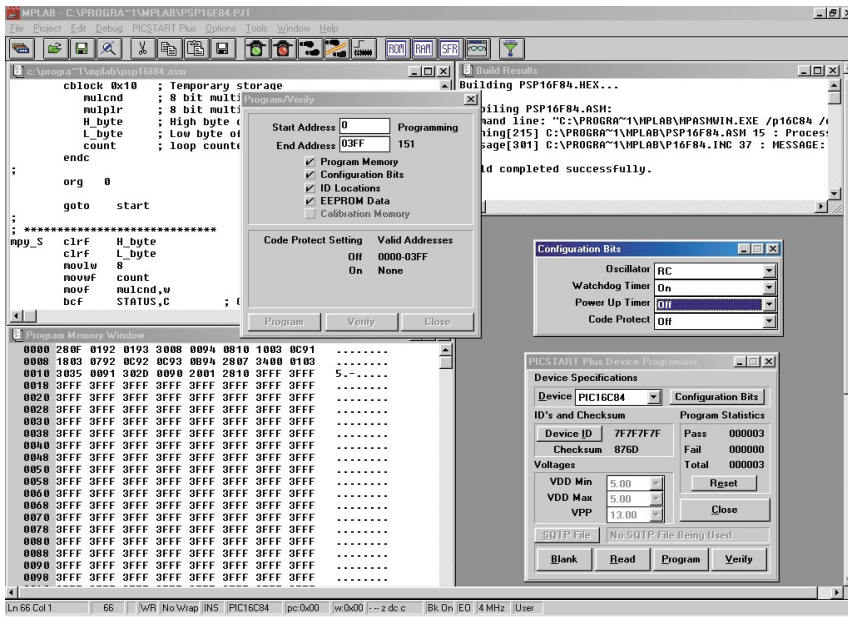 MPLAB - C:\PROGRA~1\MPLAB\PSP16F84.PJT
File Project Edit Debug PICSTART Plus Options Tools Window Help
ROM RAM SFR
c:\progra~1\mplab\psp16f84.asm
cblock 0x10 ; Temporary storage
mulcnd ; 8 bit multi
mulplr ; 8 bit multi
H_byte ; High byte
L_byte ; Low byte of
count ; loop counte
endc
;
org 0
goto start
;
; ******************************
mpy_S clrf H_byte
clrf L_byte
movlw 8
movwf count
movf mulcnd,w
bcf STATUS,C ;
Program/Verify
Start Address 0 Programming
End Address 03FF 151
Program Memory
Configuration Bits
ID Locations
EEPROM Data
Calibration Memory
Code Protect Setting Valid Addresses
Off 0000-03FF
On None
Program Verify Close
Build Results
Building PSP16F84.HEX...
piling PSP16F84.ASM:
mand line: "C:\PROGRA~1\MPLAB\MPASMWIN.EXE /p16C84 /
ning[215] C:\PROGRA~1\MPLAB\PSP16F84.ASM 15 : Process
sage[301] C:\PROGRA~1\MPLAB\P16F84.INC 37 : MESSAGE:
ld completed successfully.
Configuration Bits
Oscillator RC
Watchdog Timer On
Power Up Timer Off
Code Protect Off
Program Memory Window
0000 280F 0192 0193 3008 0094 0810 1003 0C91 ........
0008 1803 0792 0C92 0C93 0B94 2807 3400 0103 ........
0010 3035 0091 302D 0090 2001 2810 3FFF 3FFF 5.-.....
0018 3FFF 3FFF 3FFF 3FFF 3FFF 3FFF 3FFF 3FFF ........
0020 3FFF 3FFF 3FFF 3FFF 3FFF 3FFF 3FFF 3FFF ........
0028 3FFF 3FFF 3FFF 3FFF 3FFF 3FFF 3FFF 3FFF ........
0030 3FFF 3FFF 3FFF 3FFF 3FFF 3FFF 3FFF 3FFF ........
0038 3FFF 3FFF 3FFF 3FFF 3FFF 3FFF 3FFF 3FFF ........
0040 3FFF 3FFF 3FFF 3FFF 3FFF 3FFF 3FFF 3FFF ........
0048 3FFF 3FFF 3FFF 3FFF 3FFF 3FFF 3FFF 3FFF ........
0050 3FFF 3FFF 3FFF 3FFF 3FFF 3FFF 3FFF 3FFF ........
0058 3FFF 3FFF 3FFF 3FFF 3FFF 3FFF 3FFF 3FFF ........
0060 3FFF 3FFF 3FFF 3FFF 3FFF 3FFF 3FFF 3FFF ........
0068 3FFF 3FFF 3FFF 3FFF 3FFF 3FFF 3FFF 3FFF ........
0070 3FFF 3FFF 3FFF 3FFF 3FFF 3FFF 3FFF 3FFF ........
0078 3FFF 3FFF 3FFF 3FFF 3FFF 3FFF 3FFF 3FFF ........
0080 3FFF 3FFF 3FFF 3FFF 3FFF 3FFF 3FFF 3FFF ........
0088 3FFF 3FFF 3FFF 3FFF 3FFF 3FFF 3FFF 3FFF ........
0090 3FFF 3FFF 3FFF 3FFF 3FFF 3FFF 3FFF 3FFF ........
0098 3FFF 3FFF 3FFF 3FFF 3FFF 3FFF 3FFF 3FFF ........
PICSTART Plus Device Programmer
Device Specifications
Device PIC16C84 Configuration Bits
ID's and Checksum Program Statistics
Device ID 7F7F7F7F Pass 000003
Checksum 876D Fail 000000
Voltages Total 000003
VDD Min 5.00 Reset
VDD Max 5.00
VPP 13.00 Close
SQTP File No SQTP File Being Used
Blank Read Program Verify
Ln 66 Col 1 66 WR No Wrap INS PIC16C84 pc:0x00 w:0x00 --- z dc c Bk On EO 4 MHz User